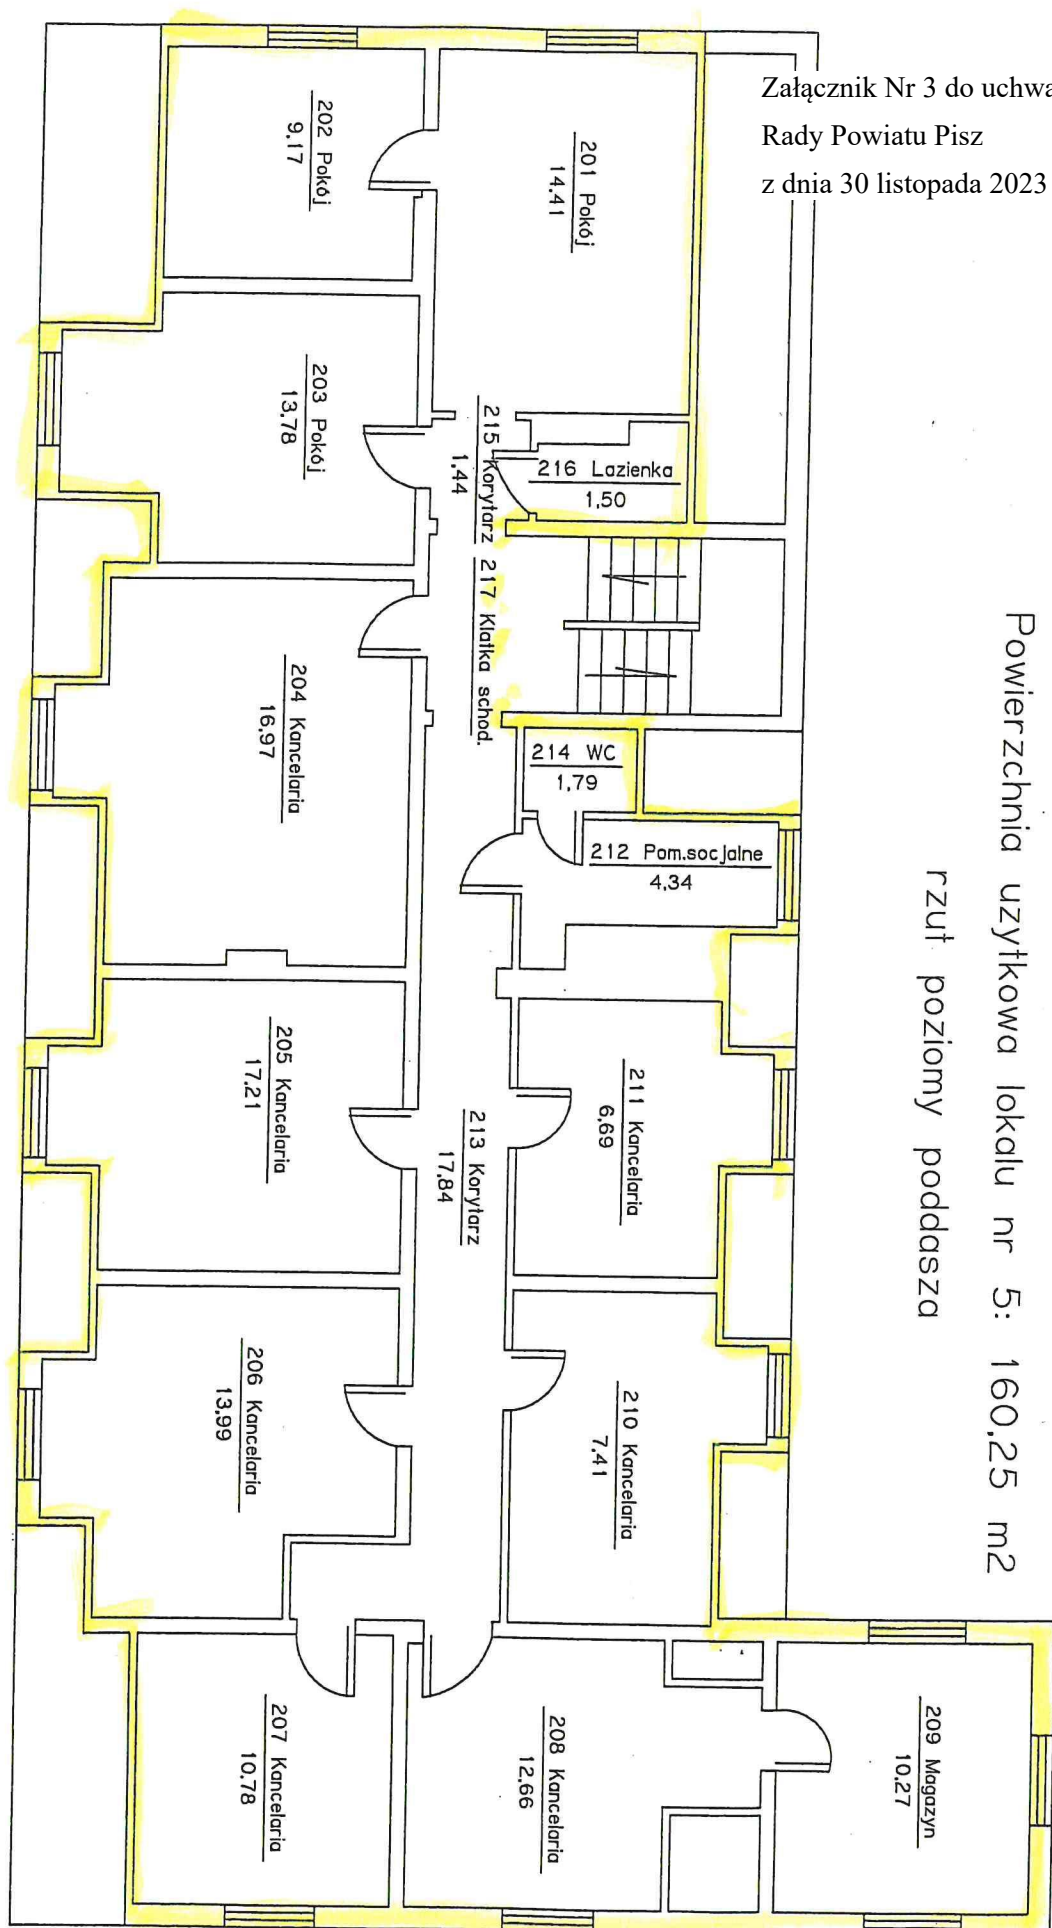 Załącznik Nr 3 do uchwa
Rady Powiatu Pisz
z dnia 30 listopada 2023
Powierzchnia uzytkowa lokalu nr 5: 160,25 m2
rzut poziomy poddasza
201 Pokój
14.41
202 Pokój
9.17
203 Pokój
13.78
215 Korytarz
1.44
216 Lazienka
1,50
217 Klatka schod.
204 Kancelaria
16.97
214 WC
1,79
212 Pom.socjalne
4,34
205 Kancelaria
17.21
211 Kancelaria
6.69
213 Korytarz
17,84
206 Kancelaria
13,99
210 Kancelaria
7.41
207 Kancelaria
10,78
208 Kancelaria
12.66
209 Magazyn
10,27